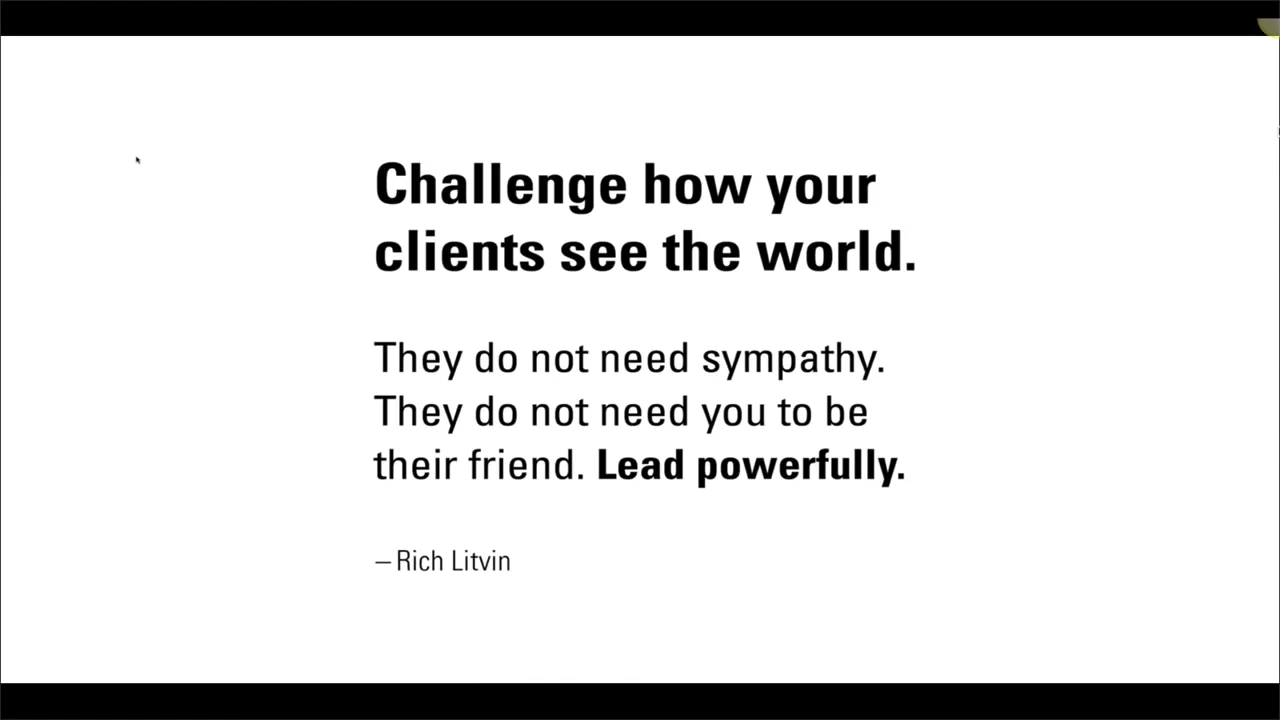 Challenge how your
clients see the world.
They do not need sympathy.
They do not need you to be
their friend. Lead powerfully.
– Rich Litvin